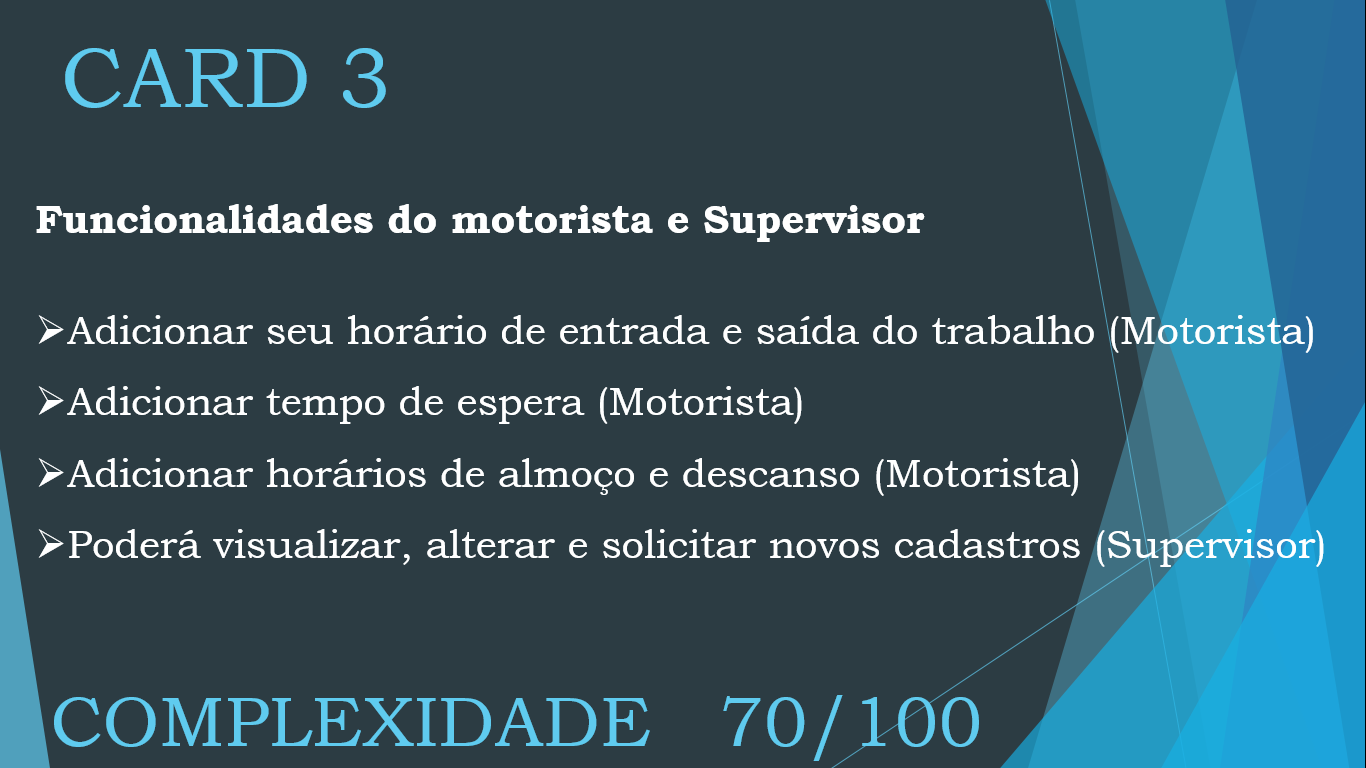 CARD 3
Funcionalidades do motorista e Supervisor
➢Adicionar seu horário de entrada e saída do trabalho (Motorista)
➢Adicionar tempo de espera (Motorista)
➢Adicionar horários de almoço e descanso (Motorista)
➢Poderá visualizar, alterar e solicitar novos cadastros (Supervisor)
COMPLEXIDADE 70/100